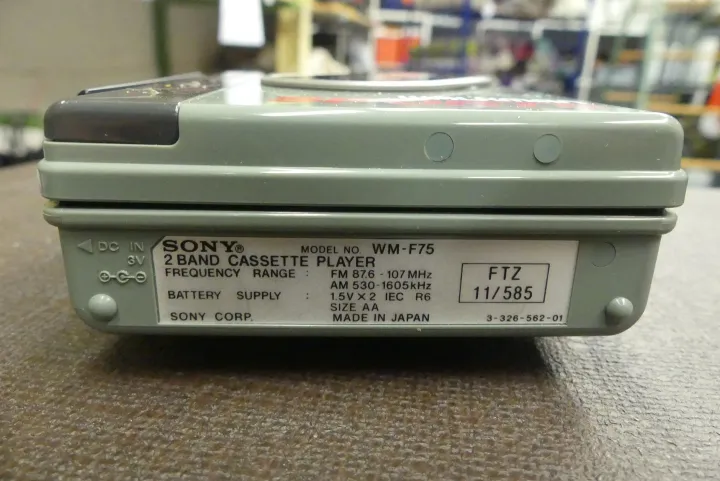 DC IN
3V
SONY® MODEL NO. WM-F75
2 BAND CASSETTE PLAYER
FREQUENCY RANGE : FM 87.6 - 107MHz
AM 530-1605kHz
BATTERY SUPPLY : 1.5V×2 IEC R6
SIZE AA
SONY CORP. MADE IN JAPAN
FTZ
11/585
3-326-562-01